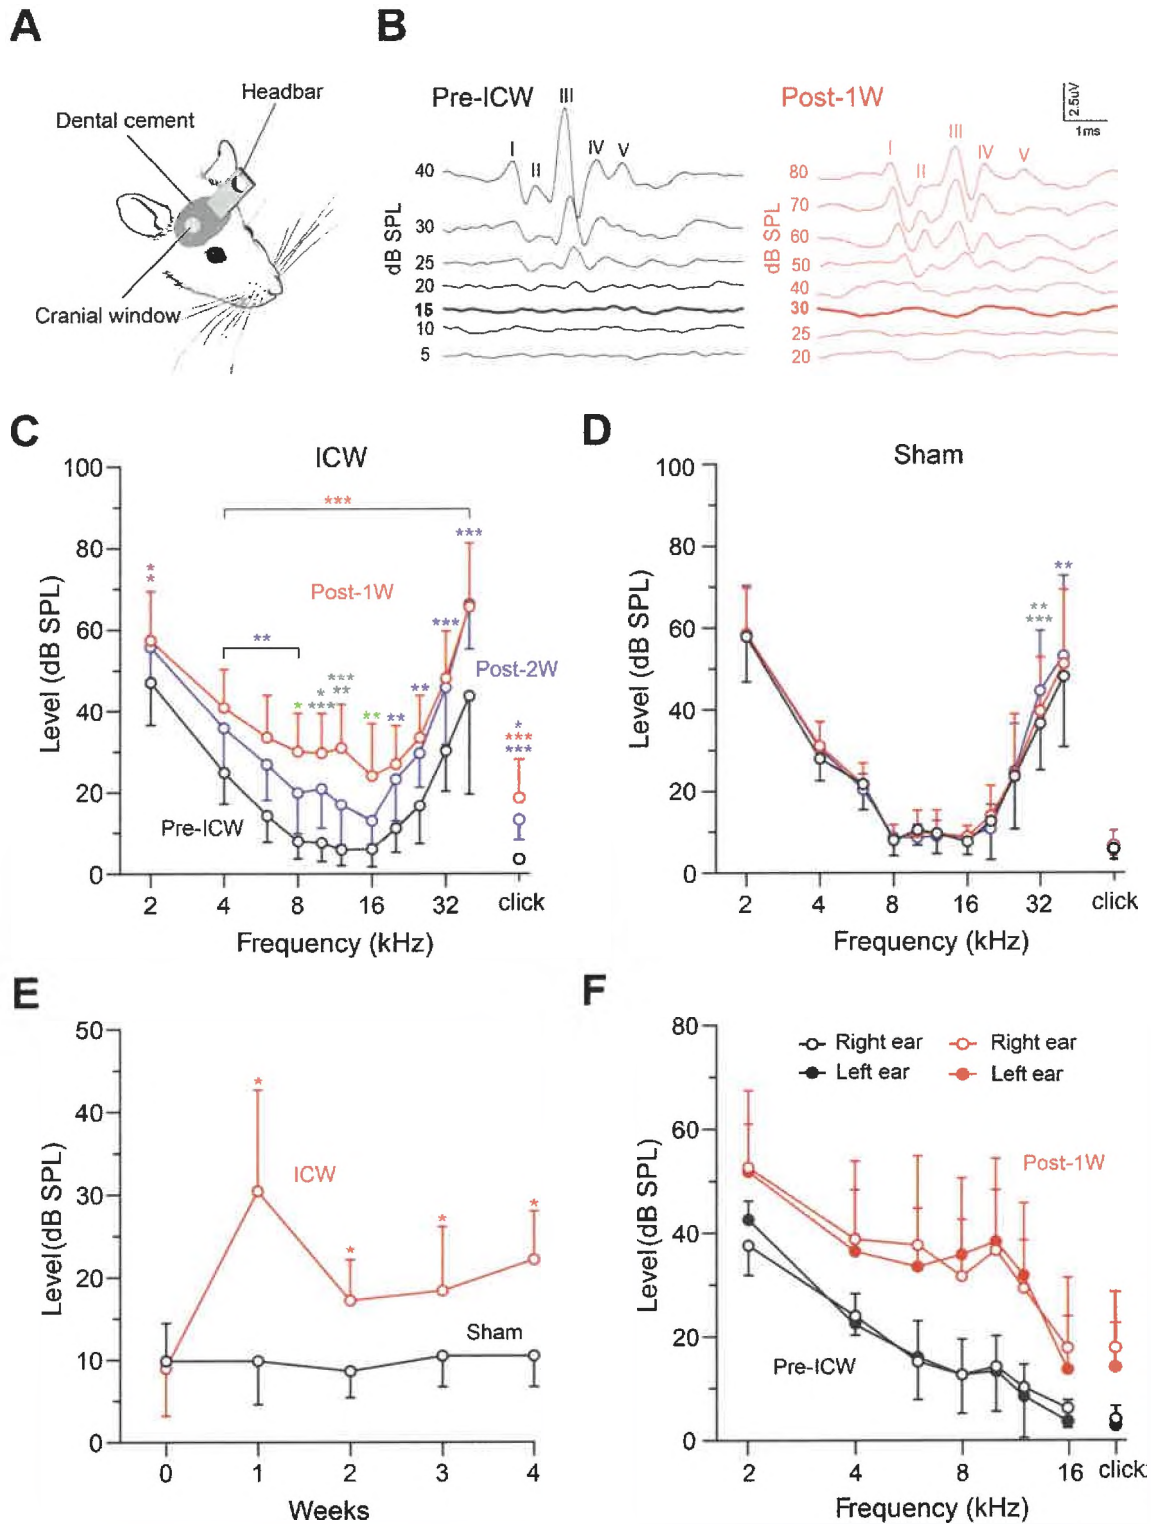 A
Headbar
Dental cement
Cranial window
B
Pre-ICW
III
I
II
IV
V
40
30
25
20
15
10
5
dB SPL
Post-1W
2.5uV
1ms
I
II
III
IV
V
80
70
60
50
40
30
25
20
dB SPL
C
ICW
100
80
60
40
20
0
Level (dB SPL)
***
***
*
*
Post-1W
**
***
Post-2W
*
*
***
***
**
**
**
**
*
***
***
Pre-ICW
2
4
8
16
32
click
Frequency (kHz)
D
Sham
100
80
60
40
20
0
Level (dB SPL)
**
**
***
2
4
8
16
32
click
Frequency (kHz)
E
50
40
30
20
10
0
Level(dB SPL)
*
ICW
*
*
*
Sham
0
1
2
3
4
Weeks
F
80
60
40
20
0
Level(dB SPL)
Right ear
Left ear
Right ear
Left ear
Post-1W
Pre-ICW
2
4
8
16
click
Frequency (kHz)